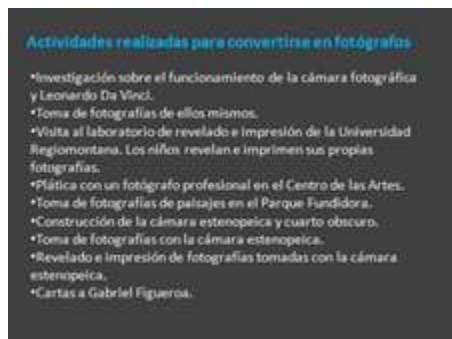 Actividades realizadas para convertirse en fotógrafos
•Investigación sobre el funcionamiento de la cámara fotográfica
y Leonardo Da Vinci.
•Toma de fotografías de ellos mismos.
•Visita al laboratorio de revelado e impresión de la Universidad
Regiomontana. Los niños revelan e imprimen sus propias
fotografías.
•Plática con un fotógrafo profesional en el Centro de las Artes.
•Toma de fotografías de paisajes en el Parque Fundidora.
•Construcción de la cámara estenopeica y cuarto obscuro.
•Toma de fotografías con la cámara estenopeica.
•Revelado e impresión de fotografías tomadas con la cámara
estenopeica.
•Cartas a Gabriel Figueroa.